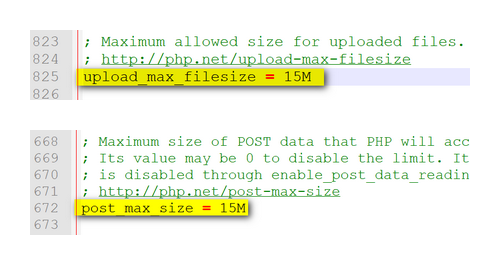 823 ; Maximum allowed size for uploaded files.
824 ; http://php.net/upload-max-filesize
825 upload_max_filesize = 15M
826
668 ; Maximum size of POST data that PHP will acc
669 ; Its value may be 0 to disable the limit. It
670 ; is disabled through enable_post_data_readin
671 ; http://php.net/post-max-size
672 post_max_size = 15M
673